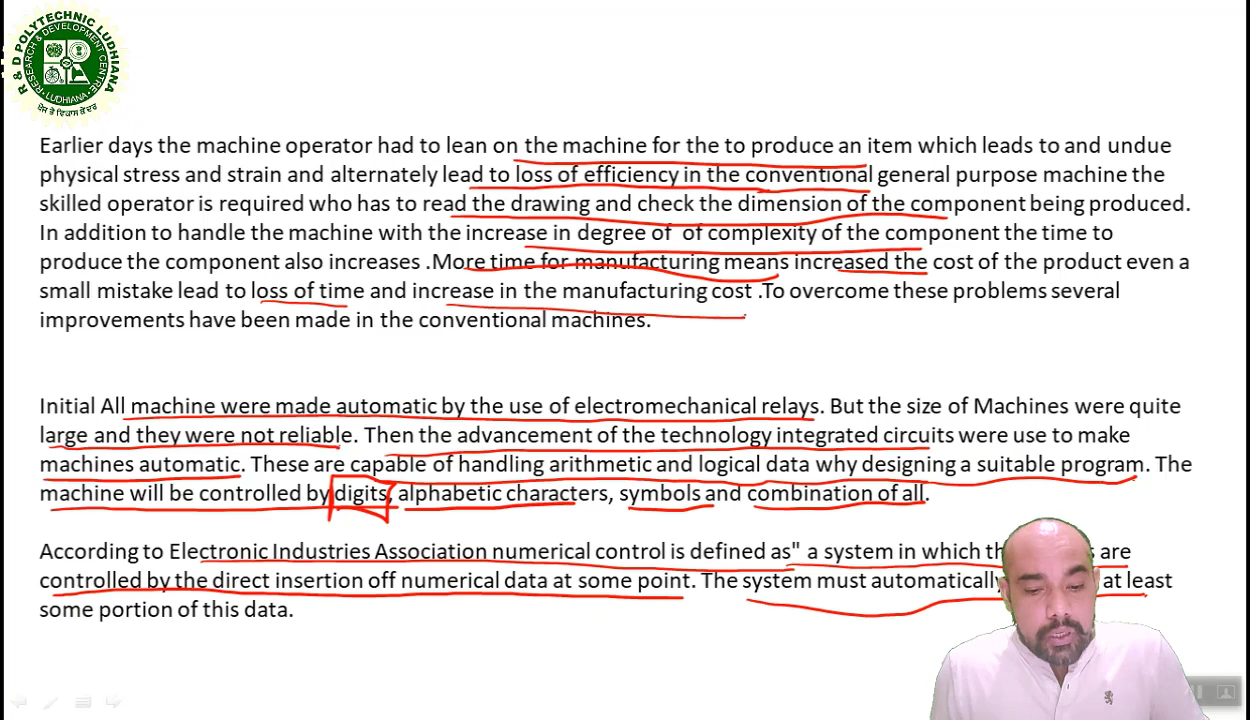 R & D POLYTECHNIC LUDHIANA
RESEARCH & DEVELOPMENT CENTRE
LUDHIANA
Earlier days the machine operator had to lean on the machine for the to produce an item which leads to and undue
physical stress and strain and alternately lead to loss of efficiency in the conventional general purpose machine the
skilled operator is required who has to read the drawing and check the dimension of the component being produced.
In addition to handle the machine with the increase in degree of of complexity of the component the time to
produce the component also increases .More time for manufacturing means increased the cost of the product even a
small mistake lead to loss of time and increase in the manufacturing cost .To overcome these problems several
improvements have been made in the conventional machines.
Initial All machine were made automatic by the use of electromechanical relays. But the size of Machines were quite
large and they were not reliable. Then the advancement of the technology integrated circuits were use to make
machines automatic. These are capable of handling arithmetic and logical data why designing a suitable program. The
machine will be controlled by digits, alphabetic characters, symbols and combination of all.
According to Electronic Industries Association numerical control is defined as" a system in which are
controlled by the direct insertion off numerical data at some point. The system must automatically at least
some portion of this data.